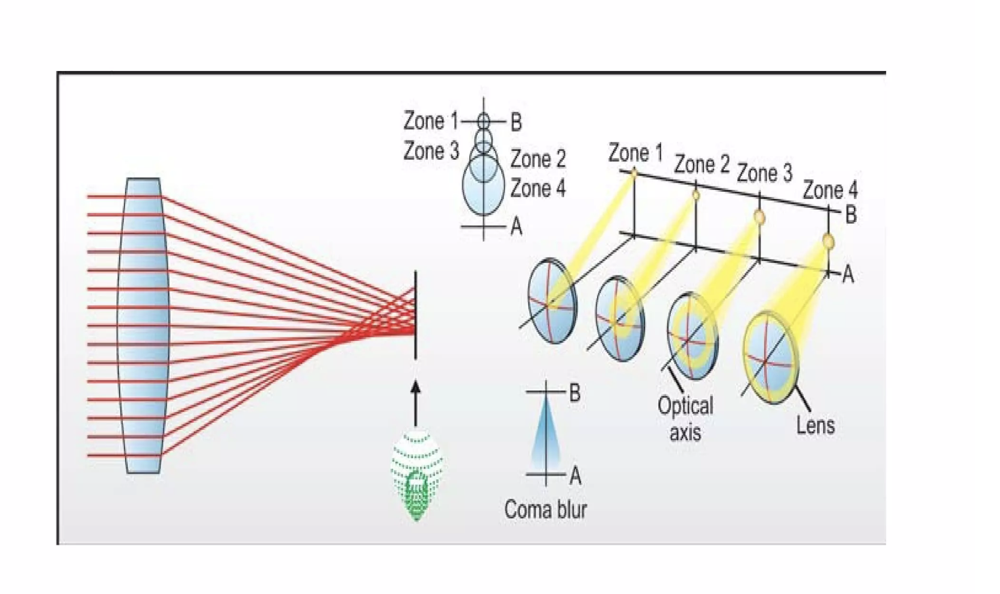 Zone 1
B
Zone 3
Zone 2
Zone 4
A
Zone 1
Zone 2
Zone 3
Zone 4
B
A
Optical
axis
Lens
B
A
Coma blur